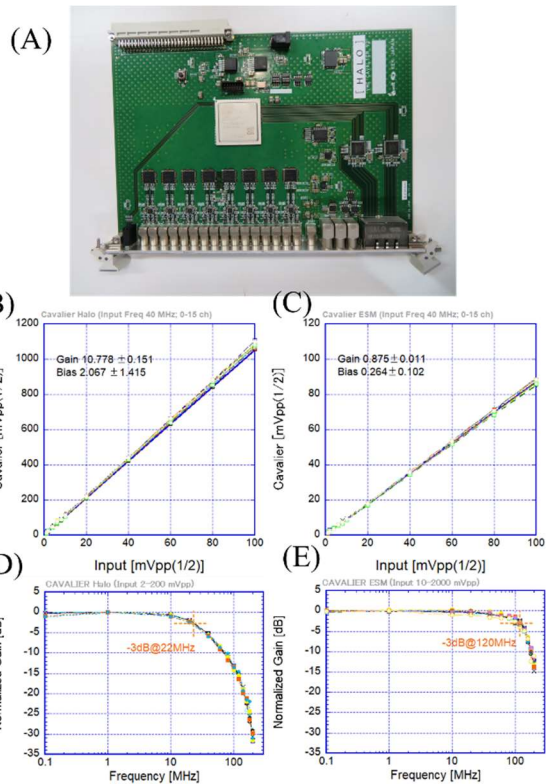 (A)
[ HALO ]
B)
Cavalier Halo (Input Freq 40 MHz; 0-15 ch)
1200
1000
800
600
400
200
0
Gain 10.778 ± 0.151
Bias 2.067 ± 1.415
Cavalier [mVpp(1/2)]
0 20 40 60 80 100
Input [mVpp(1/2)]
(C)
Cavalier ESM (Input Freq 40 MHz; 0-15 ch)
120
100
80
60
40
20
0
Gain 0.875 ± 0.011
Bias 0.264 ± 0.102
Cavalier [mVpp(1/2)]
0 20 40 60 80 100
Input [mVpp(1/2)]
D)
CAVALIER Halo (Input 2-200 mVpp)
5
0
-5
-10
-15
-20
-25
-30
-35
-3dB@22MHz
Normalized Gain [dB]
0.1 1 10 100
Frequency [MHz]
(E)
CAVALIER ESM (Input 10-2000 mVpp)
5
0
-5
-10
-15
-20
-25
-30
-35
-3dB@120MHz
Normalized Gain [dB]
0.1 1 10 100
Frequency [MHz]